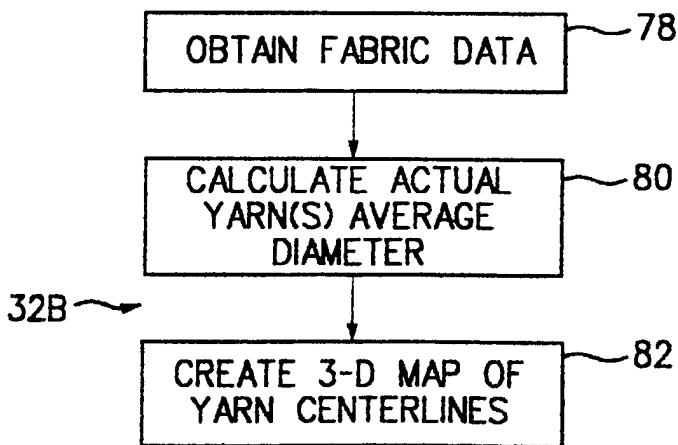 OBTAIN FABRIC DATA
78
CALCULATE ACTUAL
YARN(S) AVERAGE
DIAMETER
80
32B
CREATE 3-D MAP OF
YARN CENTERLINES
82